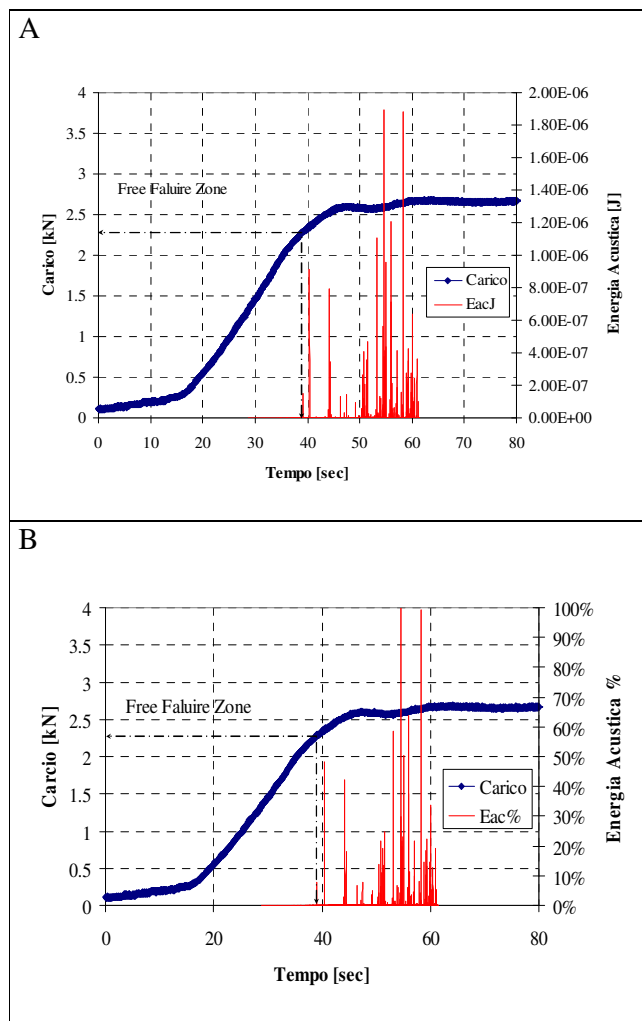 A
4
3.5
3
2.5
2
1.5
1
0.5
0
Carico [kN]
Free Faluire Zone
2.00E-06
1.80E-06
1.60E-06
1.40E-06
1.20E-06
1.00E-06
8.00E-07
6.00E-07
4.00E-07
2.00E-07
0.00E+00
Energia Acustica [J]
Carico
EacJ
0 10 20 30 40 50 60 70 80
Tempo [sec]
B
4
3.5
3
2.5
2
1.5
1
0.5
0
Carcio [kN]
Free Faluire Zone
100%
90%
80%
70%
60%
50%
40%
30%
20%
10%
0%
Energia Acustica %
Carico
Eac%
0 20 40 60 80
Tempo [sec]